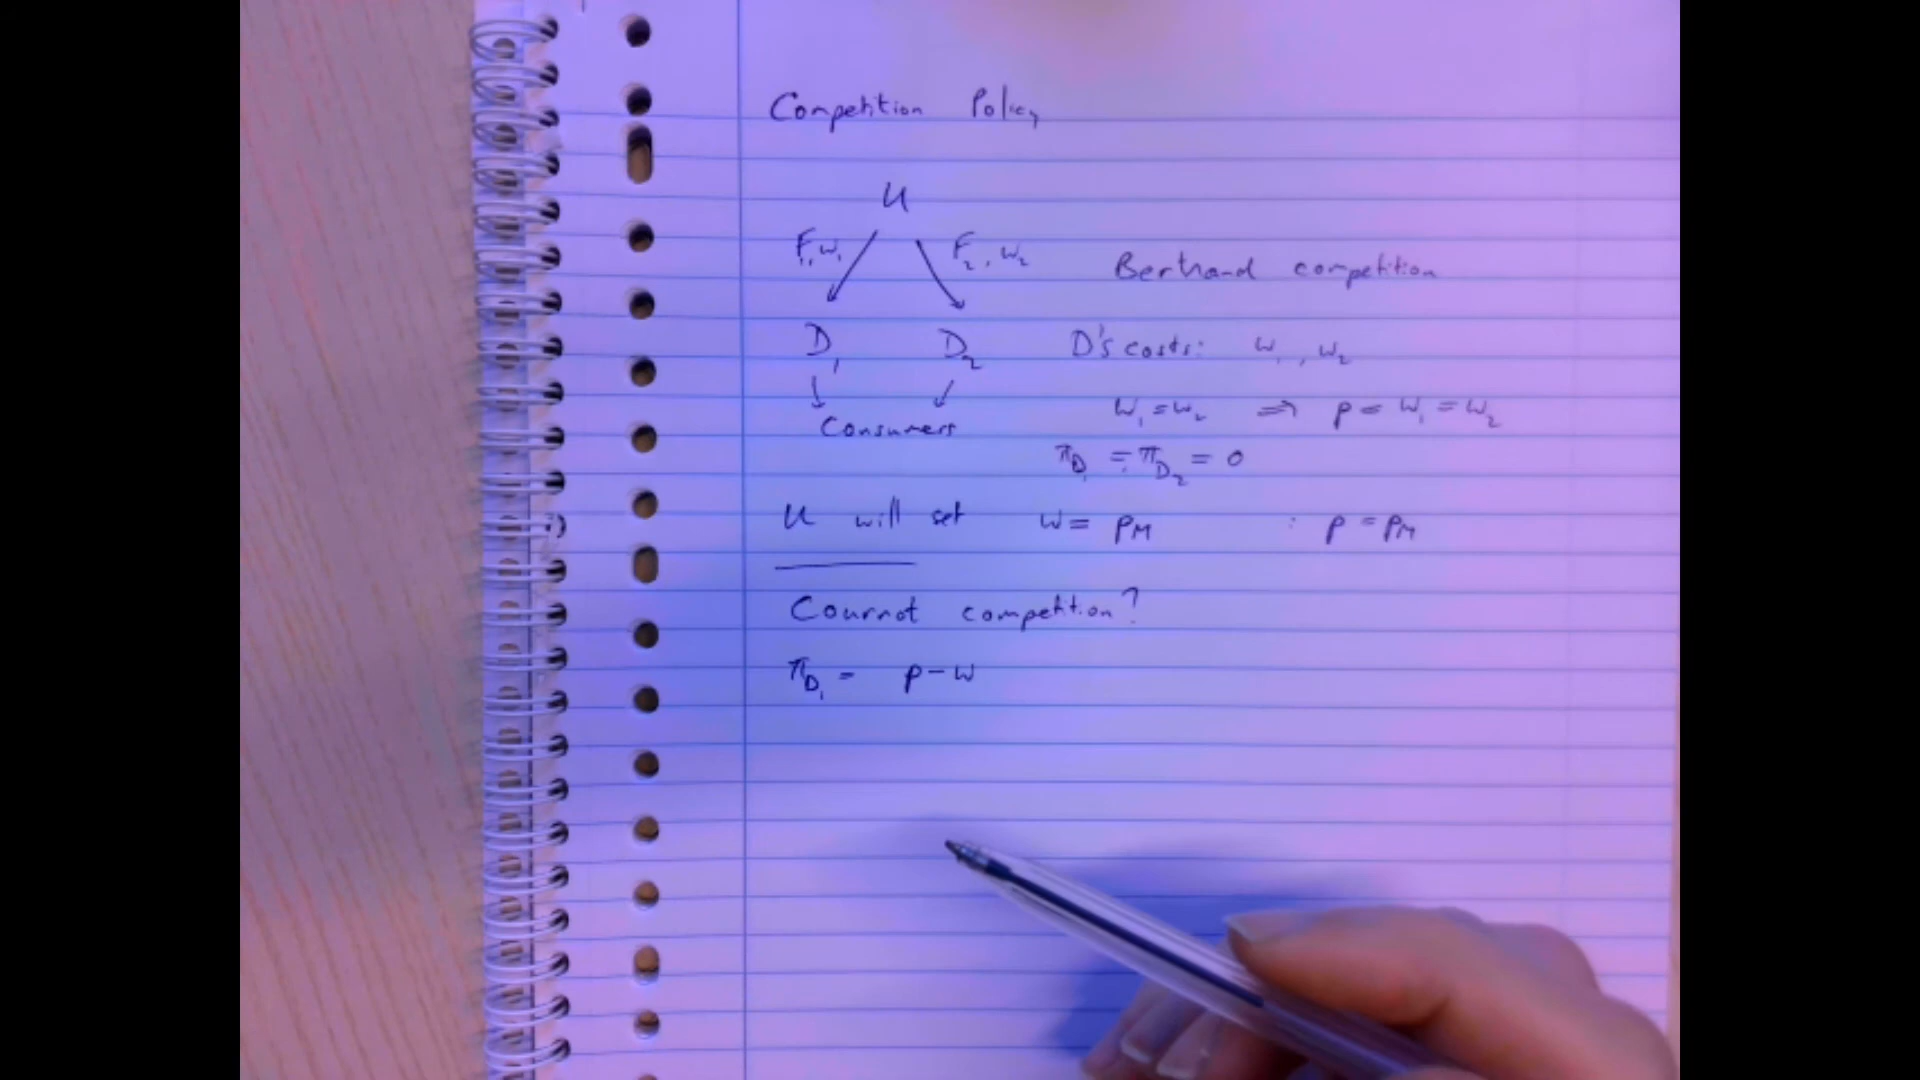 Competition Policy
U
F₁, w₁ F₂, w₂
Bertrand competition
D₁ D₂ D's costs: w₁, w₂
Consumers
w₁ = w₂ ⇒ p = w₁ = w₂
π_D₁ = π_D₂ = 0
U will set w = p_M : p = p_M
Cournot competition?
π_D₁ = p - w